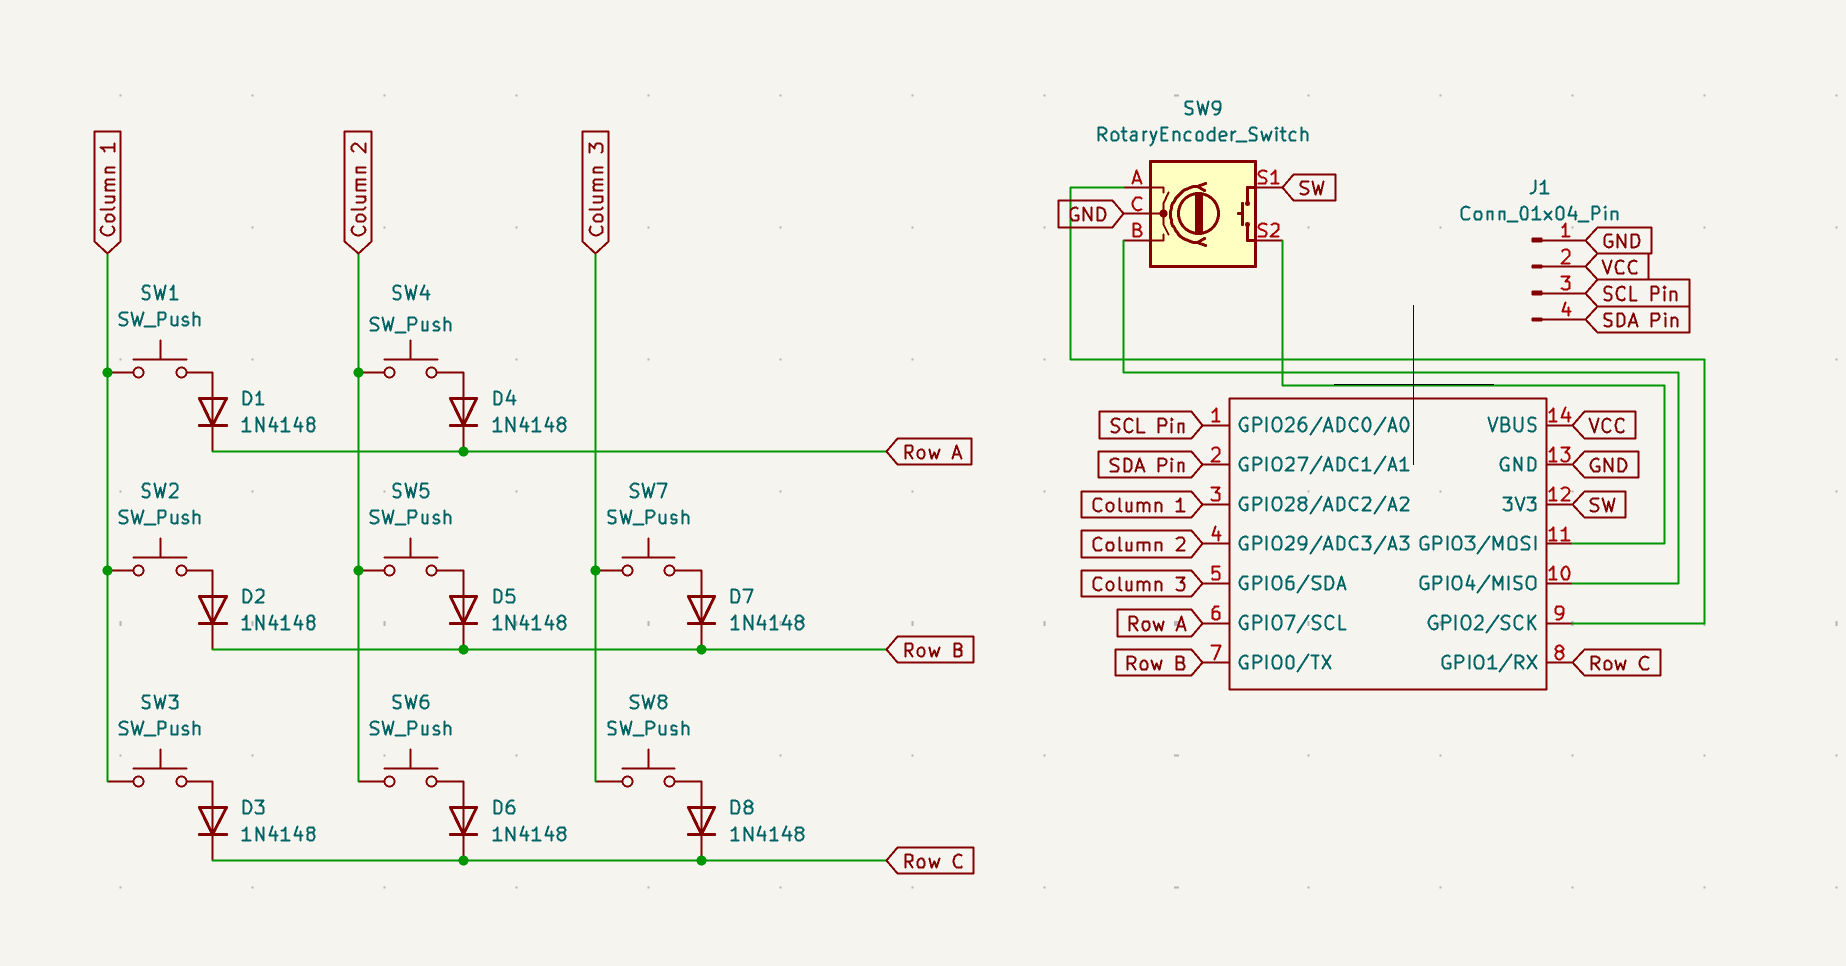 Column 1
Column 2
Column 3
SW1
SW_Push
D1
1N4148
SW4
SW_Push
D4
1N4148
Row A
SW2
SW_Push
D2
1N4148
SW5
SW_Push
D5
1N4148
SW7
SW_Push
D7
1N4148
Row B
SW3
SW_Push
D3
1N4148
SW6
SW_Push
D6
1N4148
SW8
SW_Push
D8
1N4148
Row C
SW9
RotaryEncoder_Switch
A
GND
C
B
S1
SW
S2
J1
Conn_01x04_Pin
1 GND
2 VCC
3 SCL Pin
4 SDA Pin
SCL Pin 1 GPIO26/ADC0/A0 VBUS 14 VCC
SDA Pin 2 GPIO27/ADC1/A1 GND 13 GND
Column 1 3 GPIO28/ADC2/A2 3V3 12 SW
Column 2 4 GPIO29/ADC3/A3 GPIO3/MOSI 11
Column 3 5 GPIO6/SDA GPIO4/MISO 10
Row A 6 GPIO7/SCL GPIO2/SCK 9
Row B 7 GPIO0/TX GPIO1/RX 8 Row C